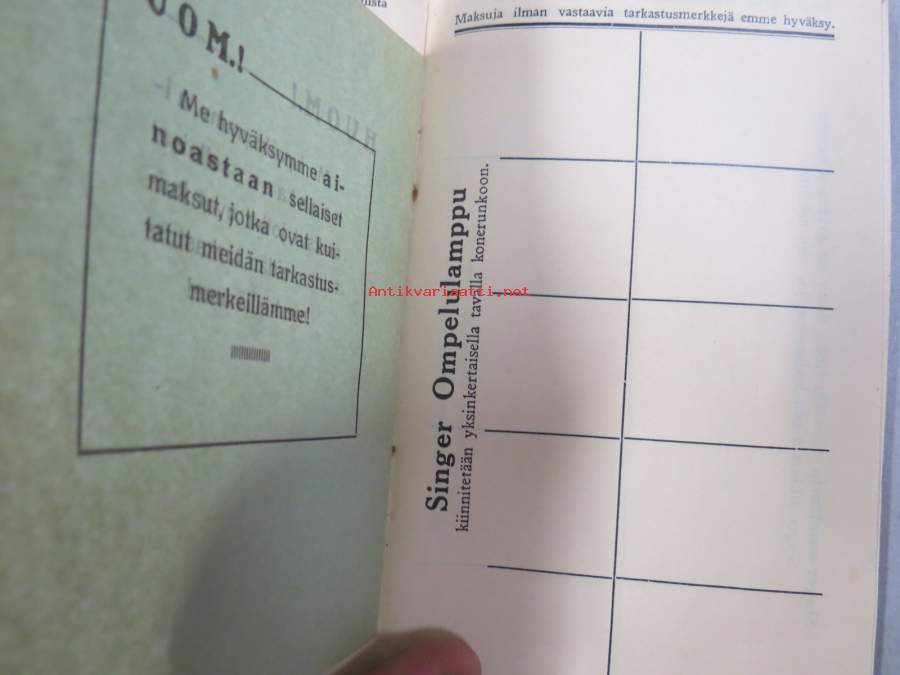 UOM.!
Me hyväksymme ai-
noastaan sellaiset
maksut, jotka ovat kui-
tatut meidän tarkastus-
merkeillämme!
Maksuja ilman vastaavia tarkastusmerkkejä emme hyväksy.
Singer Ompelulamppu
kiinnitetään yksinkertaisella tavalla konerunkoon.
Antikvariaatti.net